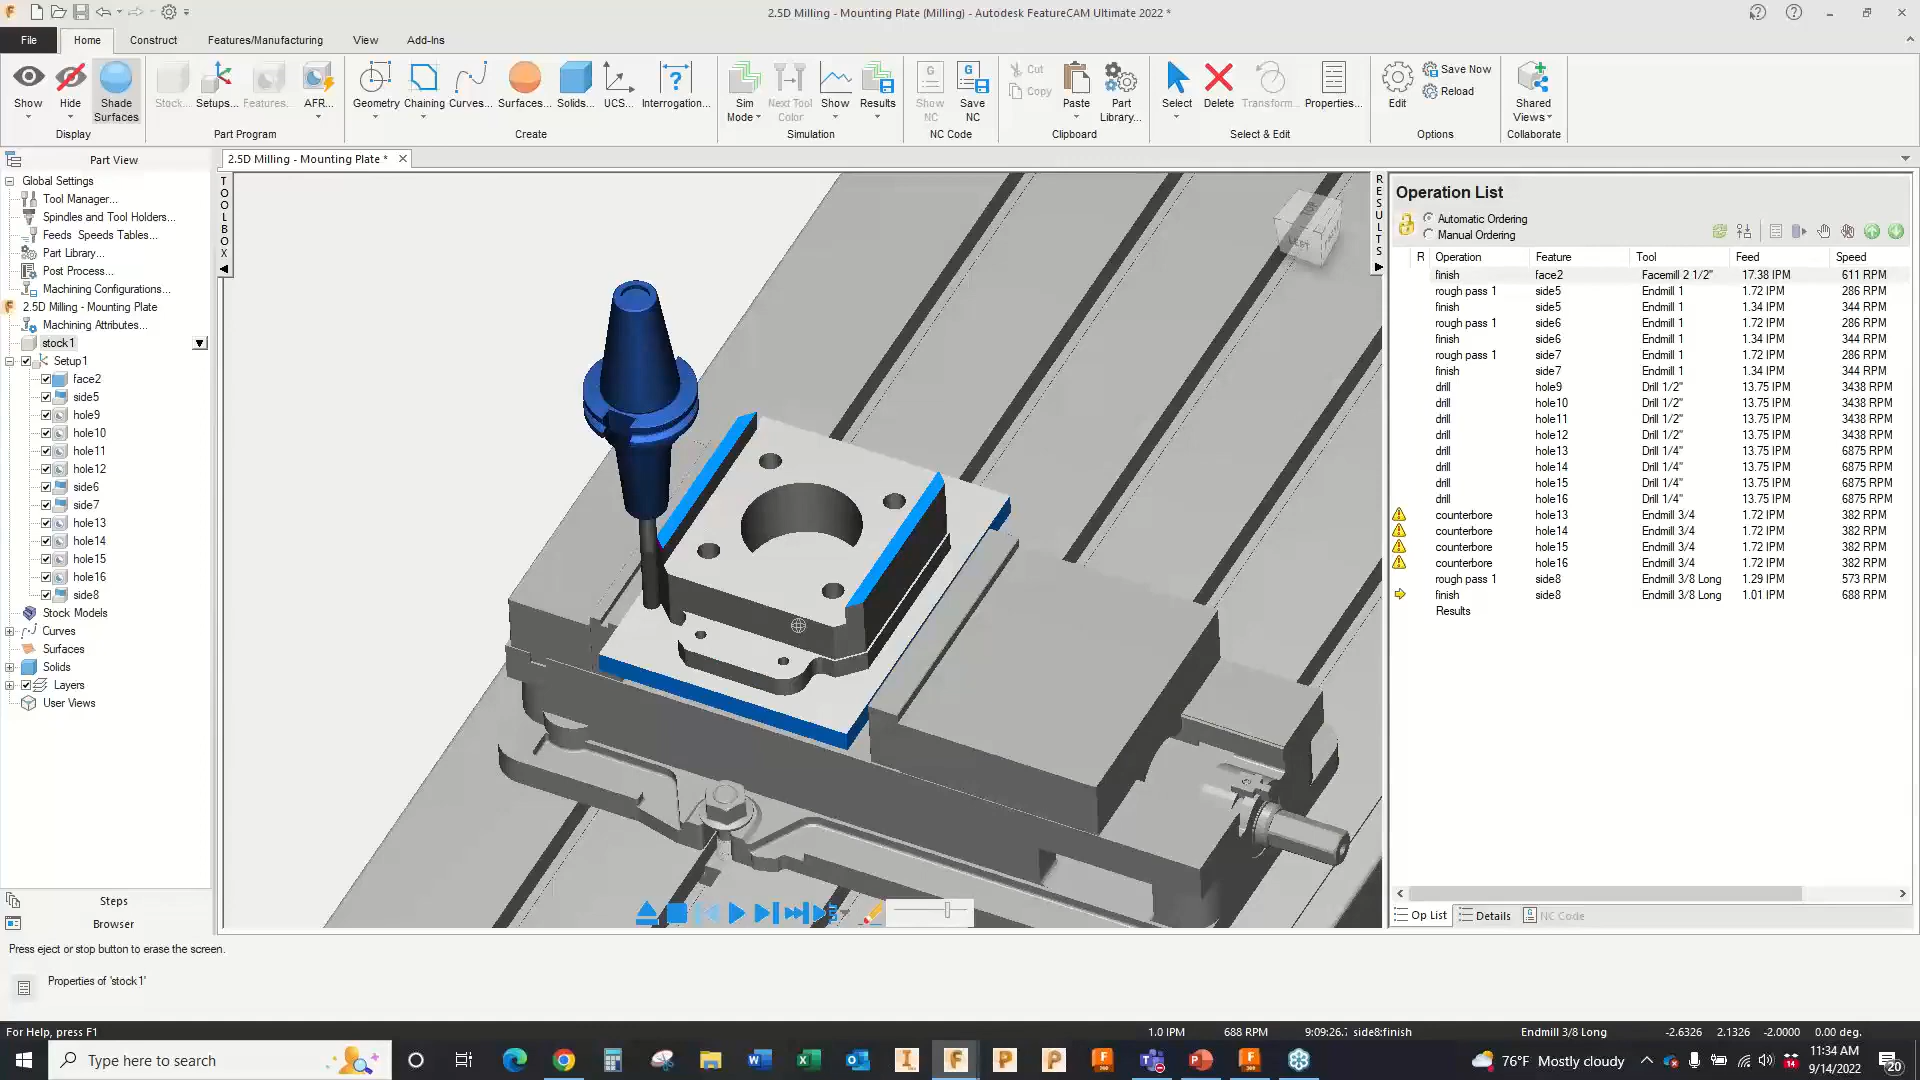 2.5D Milling - Mounting Plate (Milling) - Autodesk FeatureCAM Ultimate 2022 *
File Home Construct Features/Manufacturing View Add-Ins
Show Hide Shade Surfaces Stock... Setups... Features... AFR... Geometry Chaining Curves... Surfaces... Solids... UCS... Interrogation... Sim Mode Next Tool Color Show Results Show NC Save NC Cut Copy Paste Part Library... Select Delete Transform... Properties... Edit Save Now Reload Shared Views
Display Part Program Create Simulation NC Code Clipboard Select & Edit Options Collaborate
Part View
2.5D Milling - Mounting Plate *
Global Settings
Tool Manager...
Spindles and Tool Holders...
Feeds Speeds Tables...
Part Library...
Post Process...
Machining Configurations...
2.5D Milling - Mounting Plate
Machining Attributes...
stock1
Setup1
face2
side5
hole9
hole10
hole11
hole12
side6
side7
hole13
hole14
hole15
hole16
side8
Stock Models
Curves
Surfaces
Solids
Layers
User Views
Steps
Browser
TOOLBOX
TOP
LEFT
RESULTS
Operation List
Automatic Ordering
Manual Ordering
R Operation Feature Tool Feed Speed
finish face2 Facemill 2 1/2" 17.38 IPM 611 RPM
rough pass 1 side5 Endmill 1 1.72 IPM 286 RPM
finish side5 Endmill 1 1.34 IPM 344 RPM
rough pass 1 side6 Endmill 1 1.72 IPM 286 RPM
finish side6 Endmill 1 1.34 IPM 344 RPM
rough pass 1 side7 Endmill 1 1.72 IPM 286 RPM
finish side7 Endmill 1 1.34 IPM 344 RPM
drill hole9 Drill 1/2" 13.75 IPM 3438 RPM
drill hole10 Drill 1/2" 13.75 IPM 3438 RPM
drill hole11 Drill 1/2" 13.75 IPM 3438 RPM
drill hole12 Drill 1/2" 13.75 IPM 3438 RPM
drill hole13 Drill 1/4" 13.75 IPM 6875 RPM
drill hole14 Drill 1/4" 13.75 IPM 6875 RPM
drill hole15 Drill 1/4" 13.75 IPM 6875 RPM
drill hole16 Drill 1/4" 13.75 IPM 6875 RPM
counterbore hole13 Endmill 3/4 1.72 IPM 382 RPM
counterbore hole14 Endmill 3/4 1.72 IPM 382 RPM
counterbore hole15 Endmill 3/4 1.72 IPM 382 RPM
counterbore hole16 Endmill 3/4 1.72 IPM 382 RPM
rough pass 1 side8 Endmill 3/8 Long 1.29 IPM 573 RPM
finish side8 Endmill 3/8 Long 1.01 IPM 688 RPM
Results
Op List Details NC Code
Press eject or stop button to erase the screen.
Properties of 'stock1'
For Help, press F1 1.0 IPM 688 RPM 9:09:26.7 side8:finish Endmill 3/8 Long -2.6326 2.1326 -2.0000 0.00 deg.
Type here to search
76°F Mostly cloudy
11:34 AM
9/14/2022
14
20